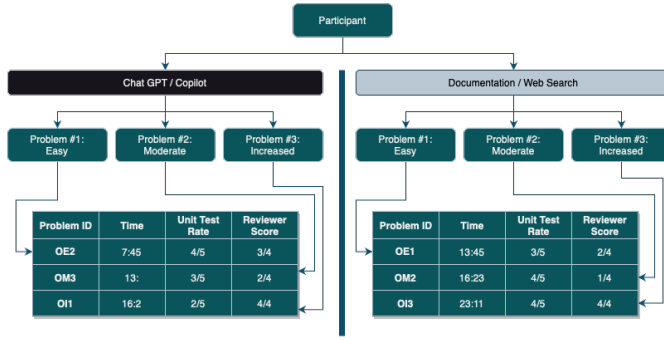 Participant
Chat GPT / Copilot
Documentation / Web Search
Problem #1:
Easy
Problem #2:
Moderate
Problem #3:
Increased
Problem #1:
Easy
Problem #2:
Moderate
Problem #3:
Increased
Problem ID Time Unit Test Rate Reviewer Score
OE2 7:45 4/5 3/4
OM3 13: 3/5 2/4
OI1 16:2 2/5 4/4
Problem ID Time Unit Test Rate Reviewer Score
OE1 13:45 3/5 2/4
OM2 16:23 4/5 1/4
OI3 23:11 4/5 4/4